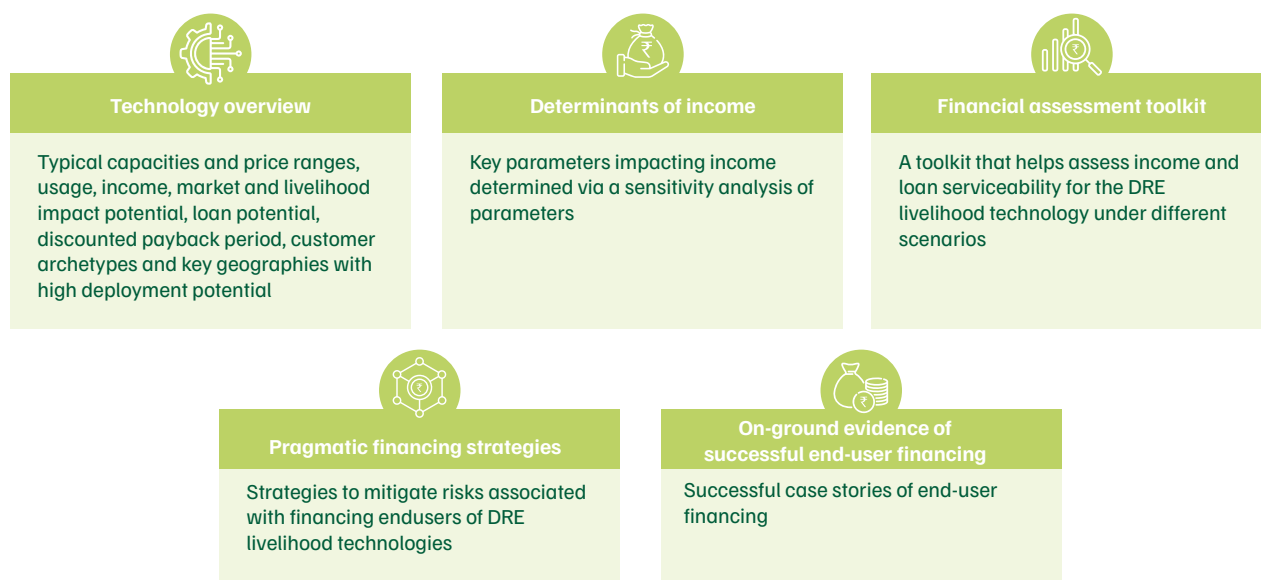 Technology overview
Typical capacities and price ranges,
usage, income, market and livelihood
impact potential, loan potential,
discounted payback period, customer
archetypes and key geographies with
high deployment potential
₹
Determinants of income
Key parameters impacting income
determined via a sensitivity analysis of
parameters
₹
Financial assessment toolkit
A toolkit that helps assess income and
loan serviceability for the DRE
livelihood technology under different
scenarios
₹
Pragmatic financing strategies
Strategies to mitigate risks associated
with financing endusers of DRE
livelihood technologies
₹
On-ground evidence of
successful end-user financing
Successful case stories of end-user
financing